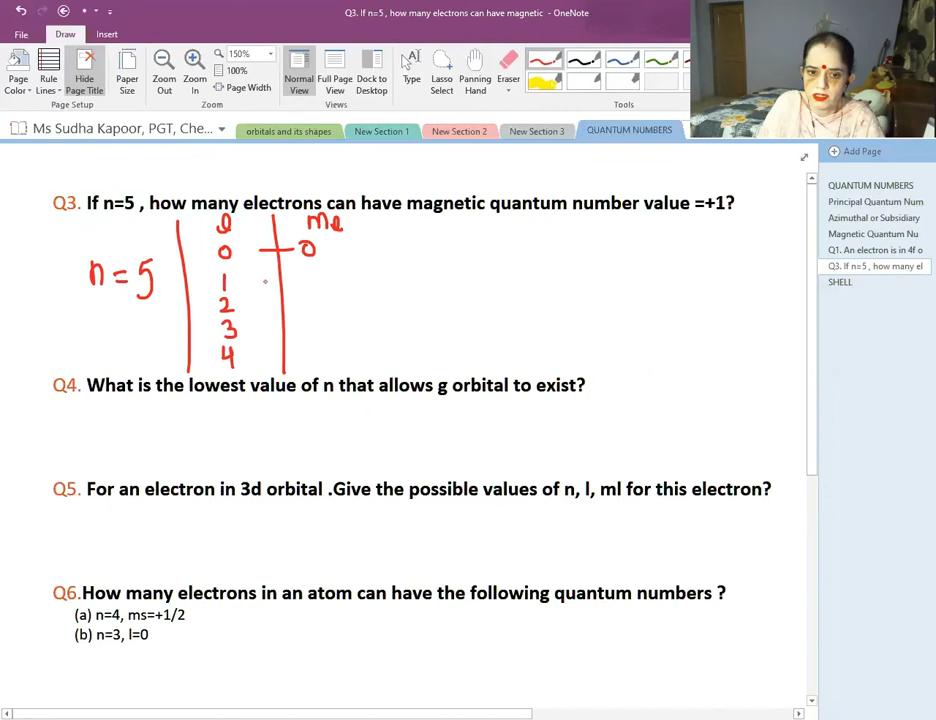 Q3. If n=5 , how many electrons can have magnetic - OneNote
File Draw Insert
Page Color Rule Lines Hide Page Title Paper Size Zoom Out Zoom In 150% 100% Page Width Normal View Full Page View Dock to Desktop Type Lasso Select Panning Hand Eraser
Page Setup Zoom Views Tools
Ms Sudha Kapoor, PGT, Che... orbitals and its shapes New Section 1 New Section 2 New Section 3 QUANTUM NUMBERS
Add Page
QUANTUM NUMBERS
Principal Quantum Num
Azimuthal or Subsidiary
Magnetic Quantum Nu
Q1. An electron is in 4f o
Q3. If n=5 , how many el
SHELL
Q3. If n=5 , how many electrons can have magnetic quantum number value =+1?
l ml
0 0
n = 5
1
2
3
4
Q4. What is the lowest value of n that allows g orbital to exist?
Q5. For an electron in 3d orbital .Give the possible values of n, l, ml for this electron?
Q6.How many electrons in an atom can have the following quantum numbers ?
(a) n=4, ms=+1/2
(b) n=3, l=0